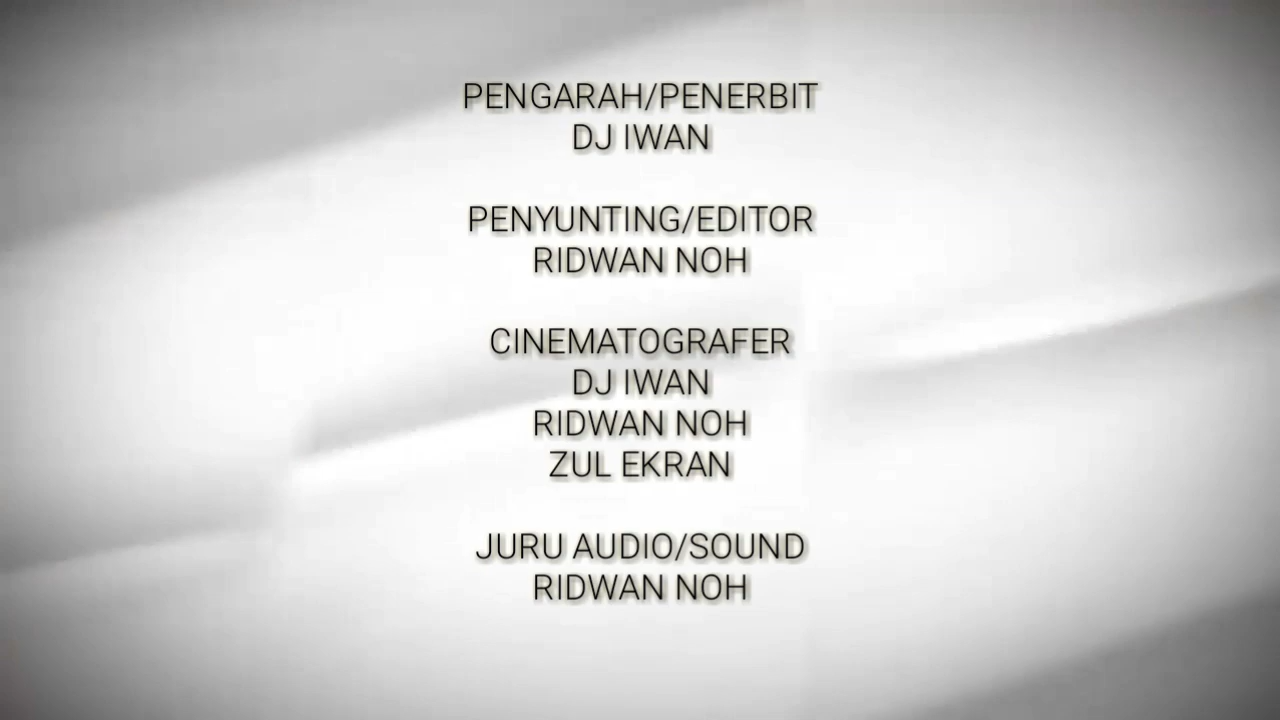 PENGARAH/PENERBIT
DJ IWAN
PENYUNTING/EDITOR
RIDWAN NOH
CINEMATOGRAFER
DJ IWAN
RIDWAN NOH
ZUL EKRAN
JURU AUDIO/SOUND
RIDWAN NOH